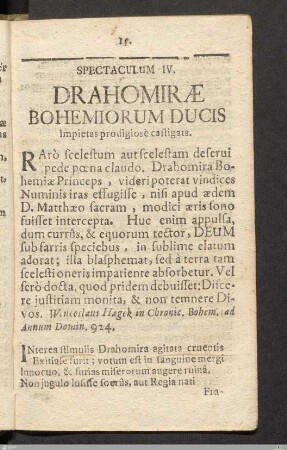 15.
SPECTACULUM IV.
DRAHOMIRÆ
BOHEMIORUM DUCIS
Impietas prodigiosè castigata.
RArò scelestum aut scelestam deserui
pede pœna claudo. Drahomira Bo-
hemiæ Princeps, videri poterat vindices
Numinis iras effugisse, nisi apud ædem
D. Matthæo sacram, modici æris sono
fuisset intercepta. Huc enim appulsa,
dum currûs, & equorum rector, DEUM
sub farris speciebus, in sublime elatum
adorat; illa blasphemat, sed à terra tam
scelesti oneris impatiente absorbetur. Vel
serò docta, quod pridem debuisset; Disce-
re justitiam monita, & non temnere Di-
vos. Winceslaus Hagek in Chronic. Bohem. ad
Annum Domin. 924.
INterea stimulis Drahomira agitata cruentis
Exitiale furit; votum est in sanguine mergi
Innocuo, & furias miserorum augere ruinâ.
Non jugulo lusisse socrûs, aut Regia nati
Fra-